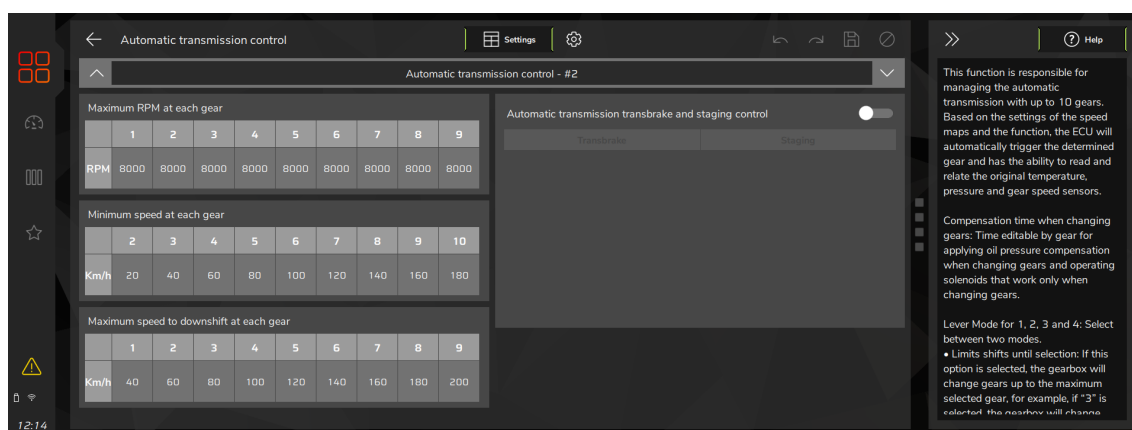 Automatic transmission control
Settings
Help
Automatic transmission control - #2
Maximum RPM at each gear
1 2 3 4 5 6 7 8 9
RPM 8000 8000 8000 8000 8000 8000 8000 8000 8000
Minimum speed at each gear
2 3 4 5 6 7 8 9 10
Km/h 20 40 60 80 100 120 140 160 180
Maximum speed to downshift at each gear
1 2 3 4 5 6 7 8 9
Km/h 40 60 80 100 120 140 160 180 200
Automatic transmission transbrake and staging control
Transbrake Staging
This function is responsible for
managing the automatic
transmission with up to 10 gears.
Based on the settings of the speed
maps and the function, the ECU will
automatically trigger the determined
gear and has the ability to read and
relate the original temperature,
pressure and gear speed sensors.
Compensation time when changing
gears: Time editable by gear for
applying oil pressure compensation
when changing gears and operating
solenoids that work only when
changing gears.
Lever Mode for 1, 2, 3 and 4: Select
between two modes.
• Limits shifts until selection: If this
option is selected, the gearbox will
change gears up to the maximum
selected gear, for example, if "3" is
selected, the gearbox will change
12:14